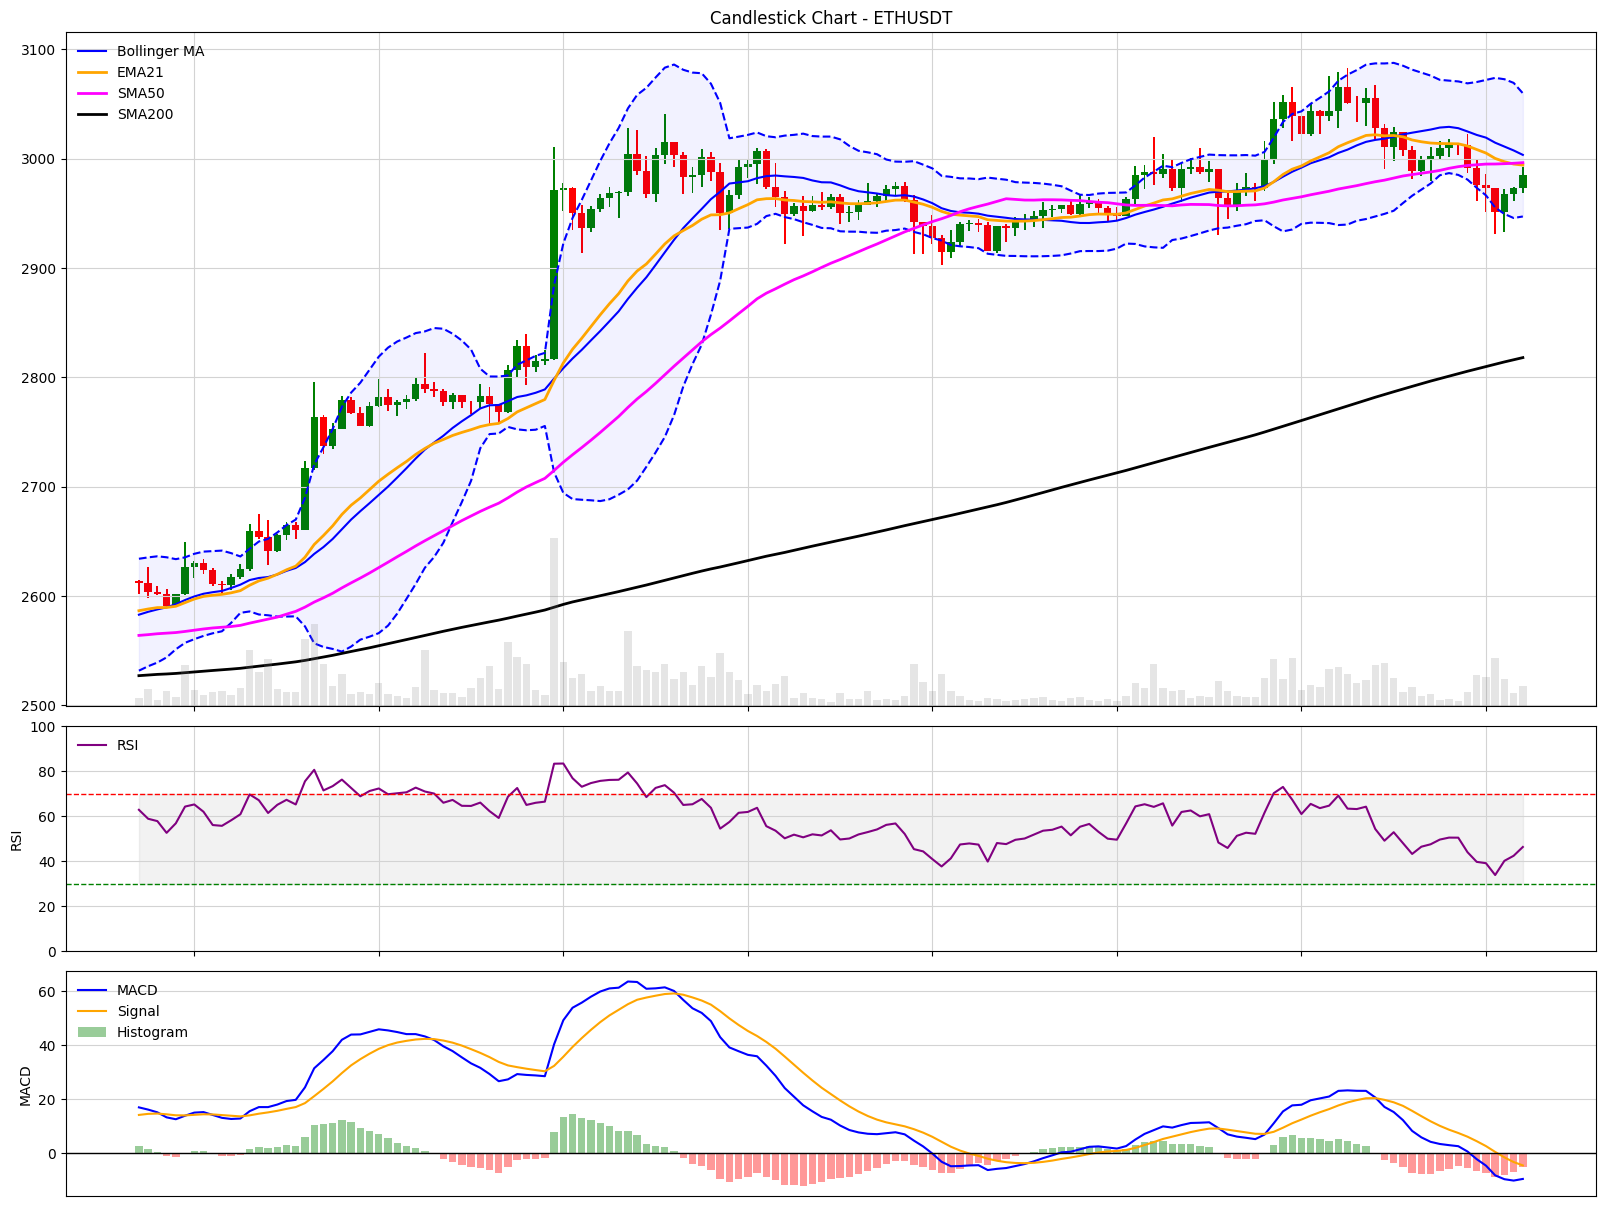 Candlestick Chart - ETHUSDT
3100
3000
2900
2800
2700
2600
2500
Bollinger MA
EMA21
SMA50
SMA200
100
80
60
40
20
0
RSI
RSI
60
40
20
0
MACD
MACD
Signal
Histogram